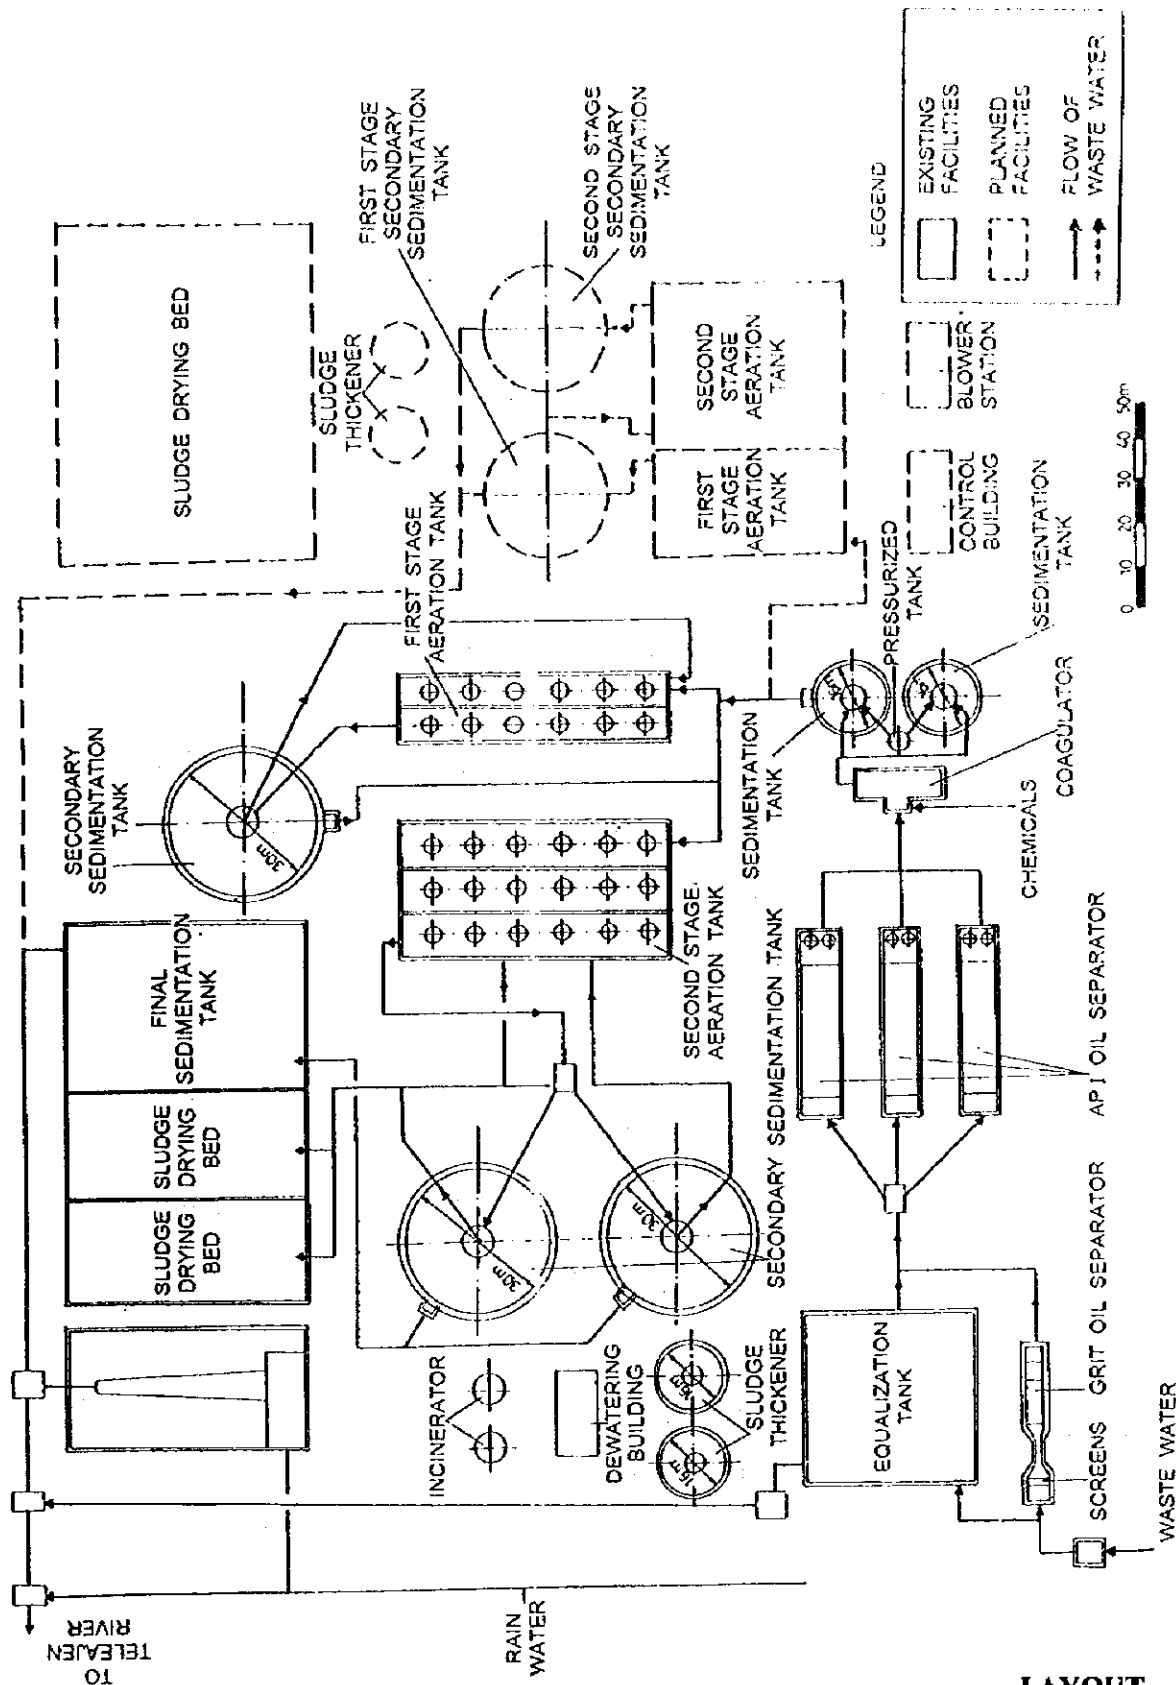 TO
TELEAJEN
RIVER
RAIN
WATER
SLUDGE
DRYING
BED
SLUDGE
DRYING
BED
FINAL
SEDIMENTATION
TANK
SECONDARY
SEDIMENTATION
TANK
30m
SLUDGE DRYING BED
SLUDGE
THICKENER
FIRST STAGE
SECONDARY
SEDIMENTATION
TANK
SECOND STAGE
SECONDARY
SEDIMENTATION
TANK
FIRST STAGE
AERATION TANK
INCINERATOR
DEWATERING
BUILDING
16m
16m
SLUDGE
THICKENER
30m
30m
SECONDARY SEDIMENTATION TANK
SECOND STAGE
AERATION TANK
FIRST
STAGE
AERATION
TANK
SECOND
STAGE
AERATION
TANK
SEDIMENTATION
TANK
PRESSURIZED
TANK
CONTROL
BUILDING
BLOWER
STATION
SEDIMENTATION
TANK
COAGULATOR
CHEMICALS
EQUALIZATION
TANK
WASTE WATER
SCREENS
GRIT OIL SEPARATOR
API OIL SEPARATOR
0 10 20 30 40 50m
LEGEND
EXISTING
FACILITIES
PLANNED
FACILITIES
FLOW OF
WASTE WATER
LAYOUT